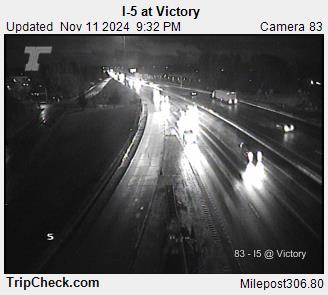 I-5 at Victory
Updated Nov 11 2024 9:32 PM Camera 83
T
S
83 - I5 @ Victory
TripCheck.com Milepost306.80